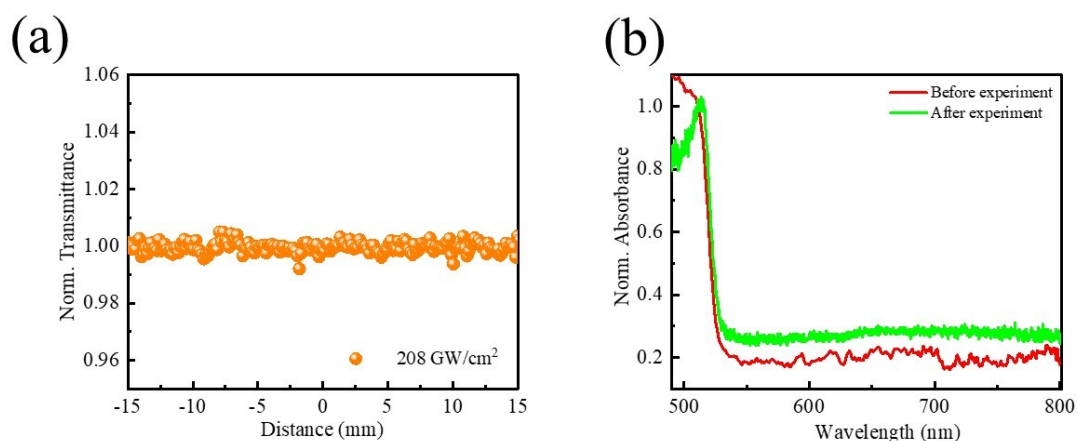 (a)
Norm. Transmittance
1.06
1.04
1.02
1.00
0.98
0.96
208 GW/cm²
-15 -10 -5 0 5 10 15
Distance (mm)
(b)
Norm. Absorbance
1.0
0.8
0.6
0.4
0.2
Before experiment
After experiment
500 600 700 800
Wavelength (nm)